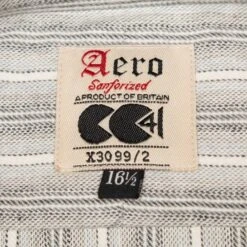 Aero
Sanforized
A PRODUCT OF BRITAIN
CC41
X3099/2
16½